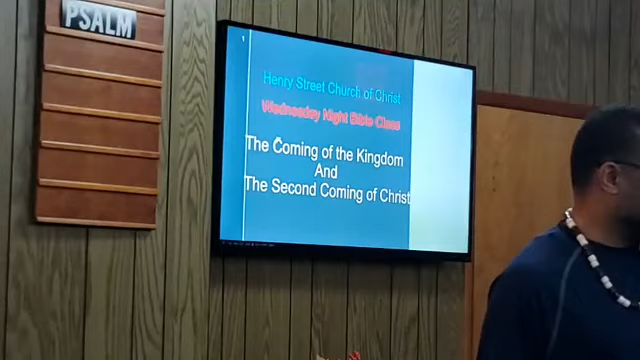 PSALM
1
Henry Street Church of Christ
Wednesday Night Bible Class
The Coming of the Kingdom
And
The Second Coming of Christ